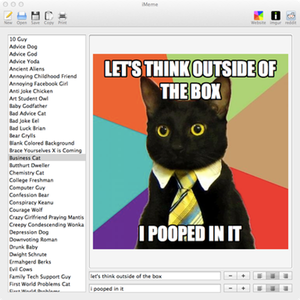 iMeme
New
Open
Save
Copy
Print
Website
imgur
reddit
10 Guy
Advice Dog
Advice God
Advice Yoda
Ancient Aliens
Annoying Childhood Friend
Annoying Facebook Girl
Anti Joke Chicken
Art Student Owl
Baby Godfather
Bad Advice Cat
Bad Joke Eel
Bad Luck Brian
Bear Grylls
Blank Colored Background
Brace Yourselves X is Coming
Business Cat
Butthurt Dweller
Chemistry Cat
College Freshman
Computer Guy
Confession Bear
Conspiracy Keanu
Courage Wolf
Crazy Girlfriend Praying Mantis
Creepy Condescending Wonka
Depression Dog
Downvoting Roman
Drunk Baby
Dwight Schrute
Ermahgerd Berks
Evil Cows
Family Tech Support Guy
First World Problems Cat
First World Problems
LET'S THINK OUTSIDE OF
THE BOX
I POOPED IN IT
let's think outside of the box
i pooped in it